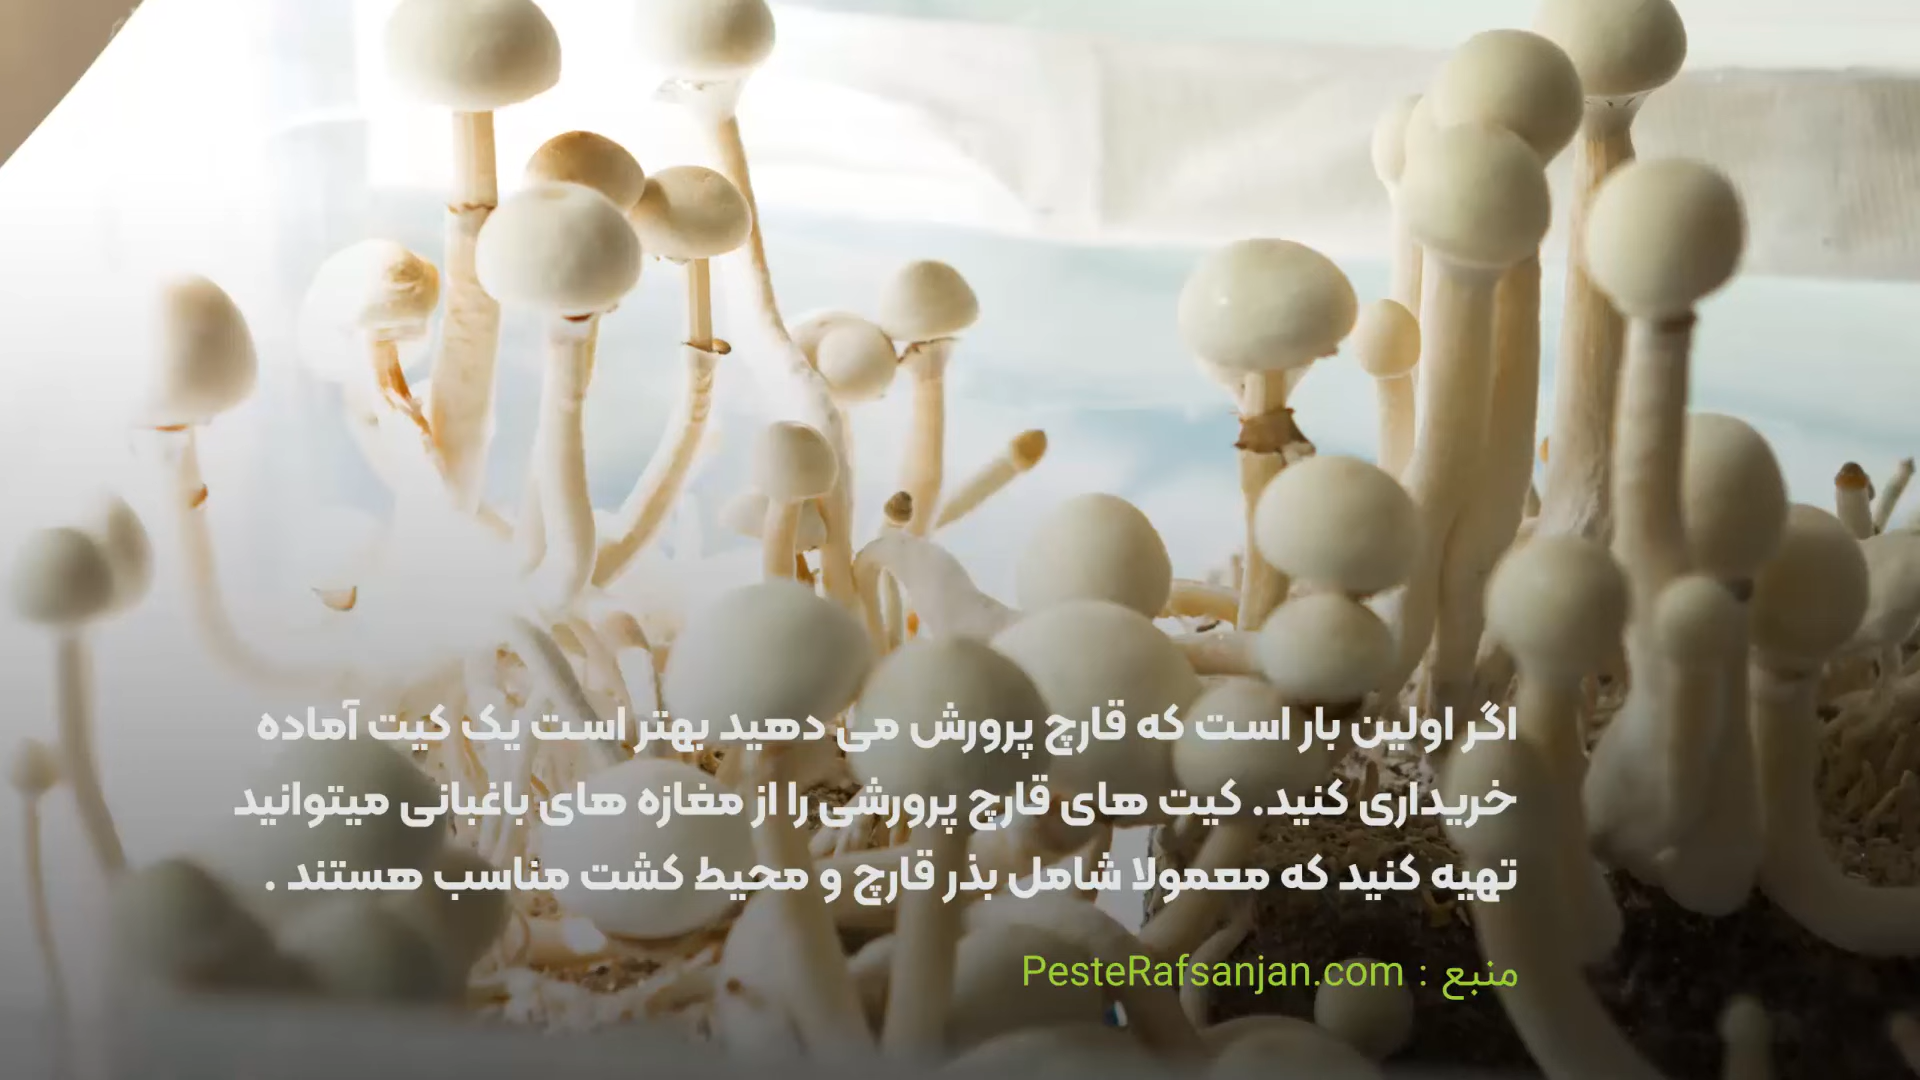 اگر اولین بار است که قارچ پرورش می دهید بهتر است یک کیت آماده
خریداری کنید. کیت های قارچ پرورشی را از مغازه های باغبانی میتوانید
تهیه کنید که معمولا شامل بذر قارچ و محیط کشت مناسب هستند .
منبع : PesteRafsanjan.com